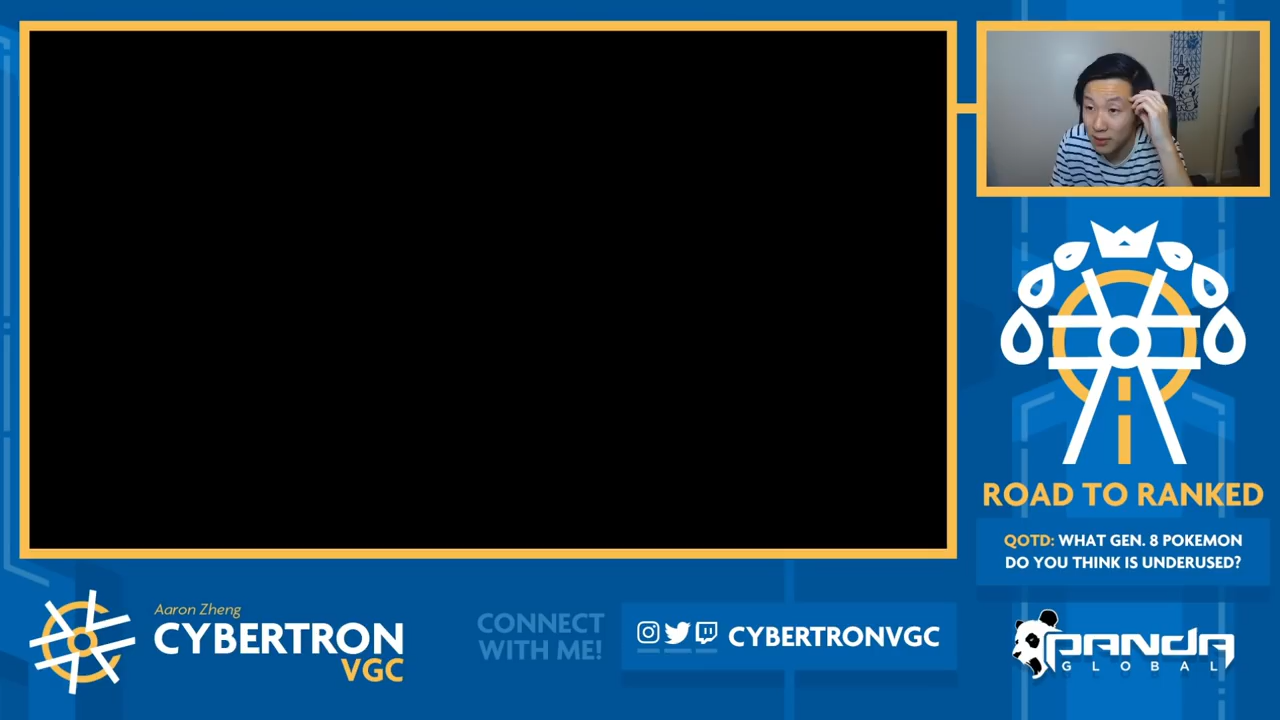 ROAD TO RANKED
QOTD: WHAT GEN. 8 POKEMON
DO YOU THINK IS UNDERUSED?
Aaron Zheng
CYBERTRON
VGC
CONNECT
WITH ME!
CYBERTRONVGC
PANDA
GLOBAL